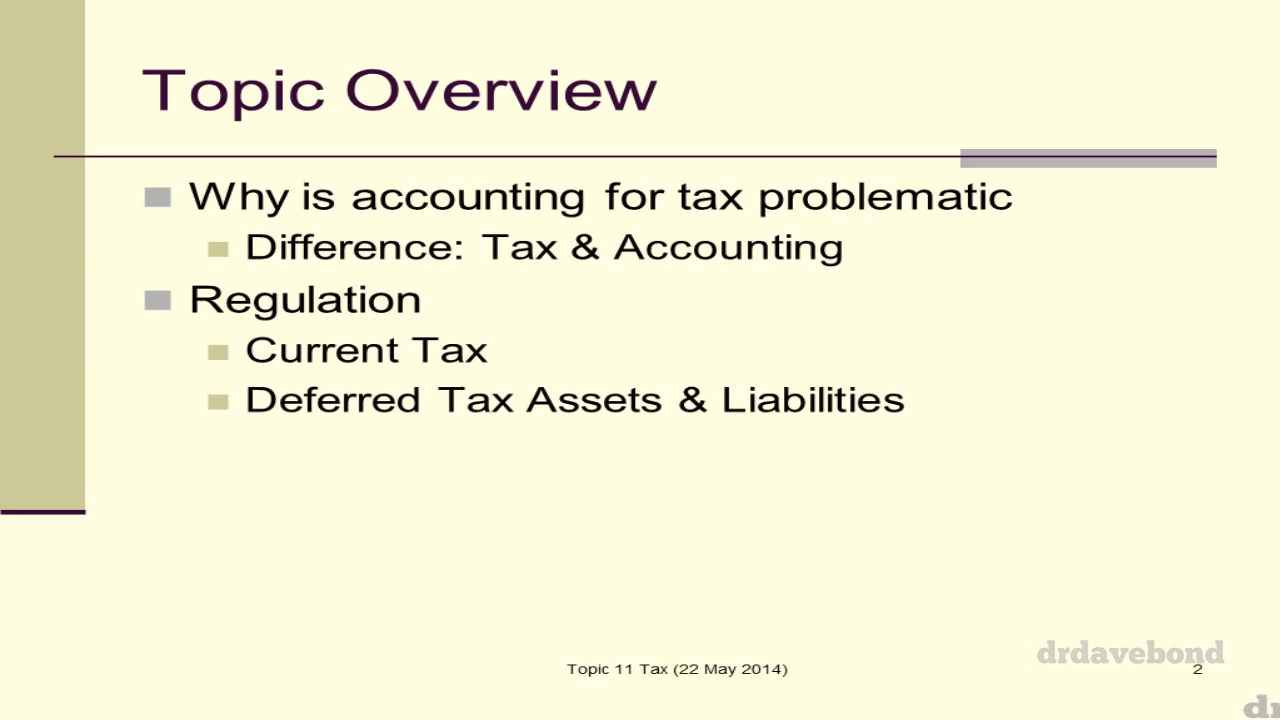 Topic Overview
Why is accounting for tax problematic
Difference: Tax & Accounting
Regulation
Current Tax
Deferred Tax Assets & Liabilities
drdavebond
Topic 11 Tax (22 May 2014)
2